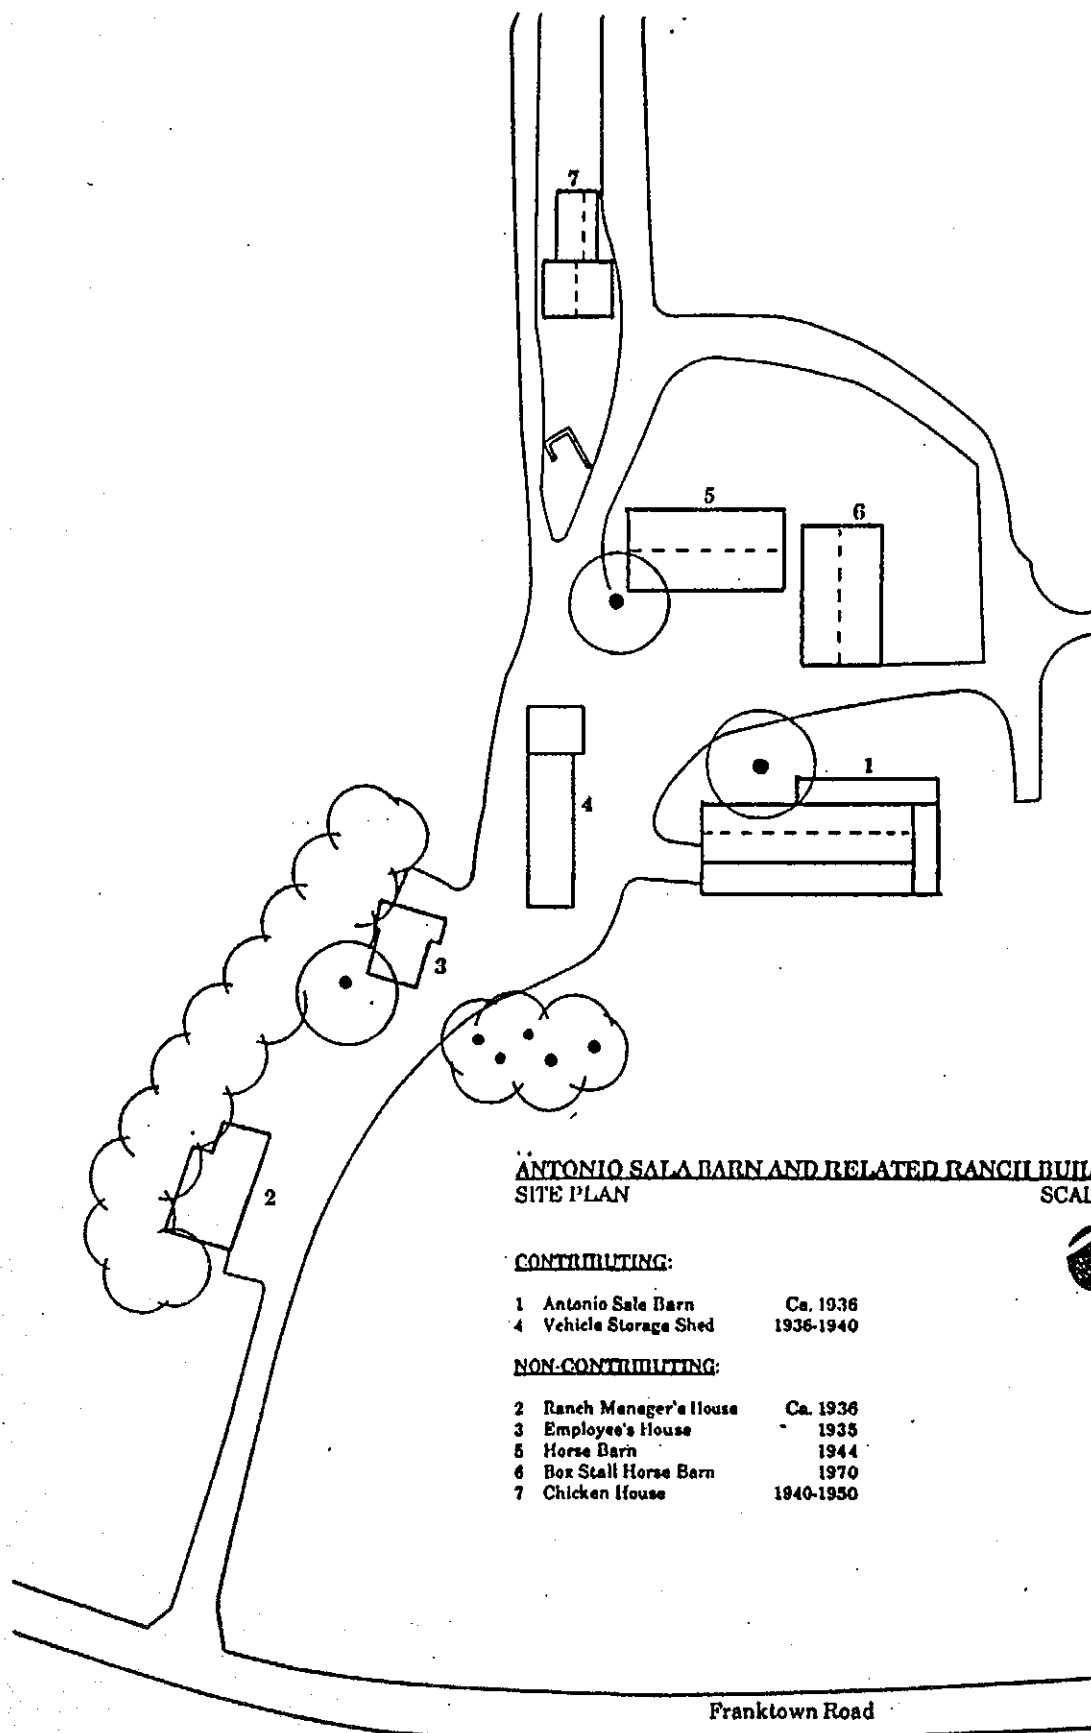 7
5
6
1
4
3
2
ANTONIO SALA BARN AND RELATED RANCH BUIL
SITE PLAN SCAL
CONTRIBUTING:
1 Antonio Sala Barn Ca. 1936
4 Vehicle Storage Shed 1936-1940
NON-CONTRIBUTING:
2 Ranch Manager's House Ca. 1936
3 Employee's House 1935
5 Horse Barn 1944
6 Box Stall Horse Barn 1970
7 Chicken House 1940-1950
Franktown Road